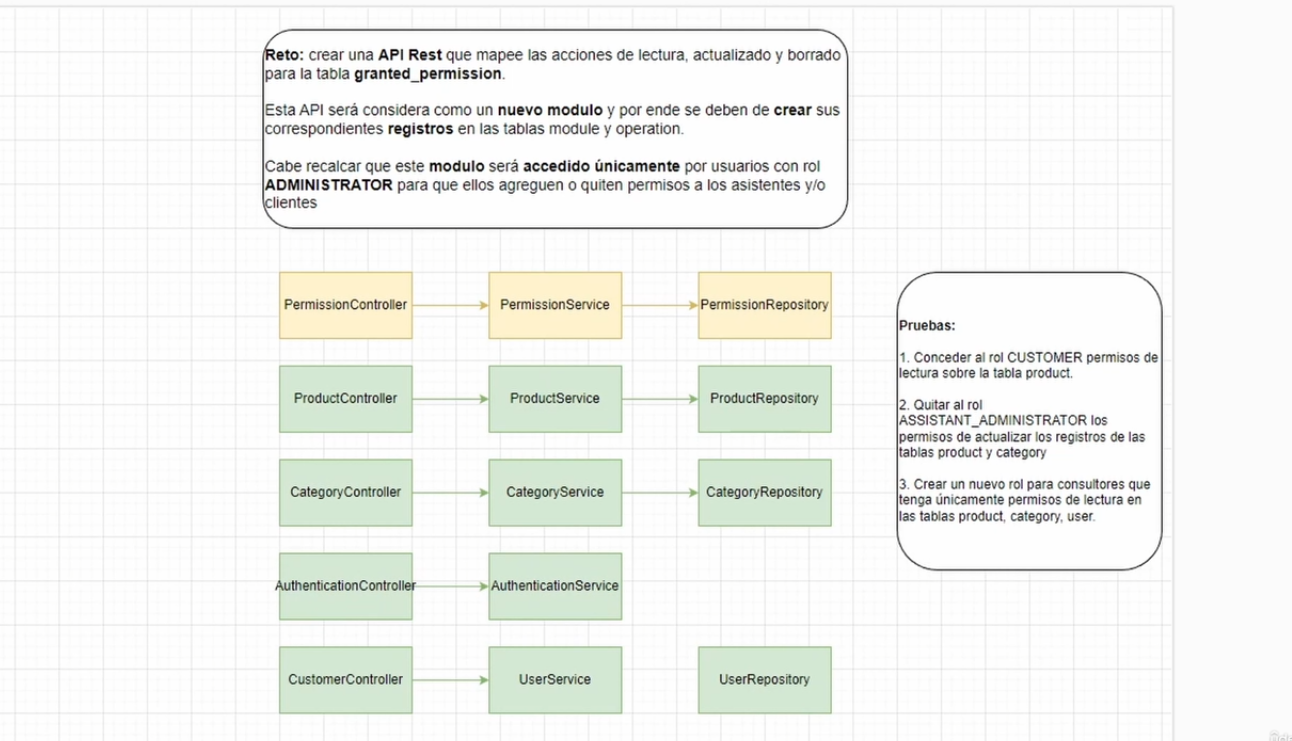 Reto: crear una API Rest que mapee las acciones de lectura, actualizado y borrado
para la tabla granted_permission.
Esta API será considera como un nuevo modulo y por ende se deben de crear sus
correspondientes registros en las tablas module y operation.
Cabe recalcar que este modulo será accedido únicamente por usuarios con rol
ADMINISTRATOR para que ellos agreguen o quiten permisos a los asistentes y/o
clientes
PermissionController
PermissionService
PermissionRepository
ProductController
ProductService
ProductRepository
CategoryController
CategoryService
CategoryRepository
AuthenticationController
AuthenticationService
CustomerController
UserService
UserRepository
Pruebas:
1. Conceder al rol CUSTOMER permisos de
lectura sobre la tabla product.
2. Quitar al rol
ASSISTANT_ADMINISTRATOR los
permisos de actualizar los registros de las
tablas product y category
3. Crear un nuevo rol para consultores que
tenga únicamente permisos de lectura en
las tablas product, category, user.